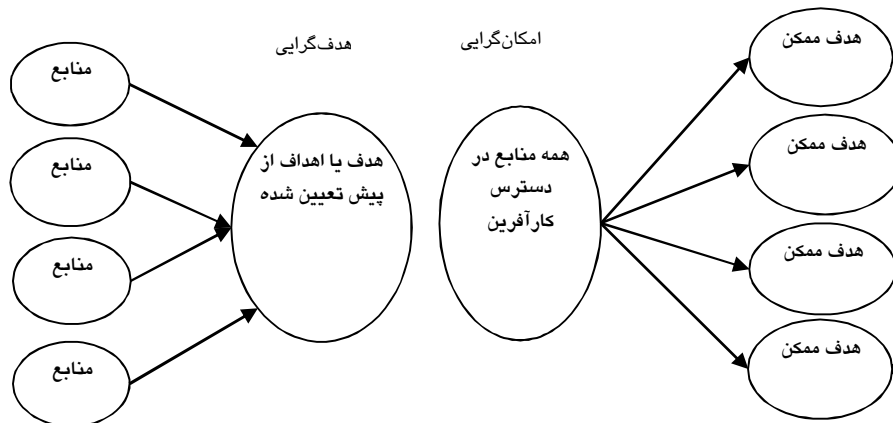 امکان‌گرایی
هدف‌گرایی
هدف ممکن
هدف ممکن
هدف ممکن
هدف ممکن
همه منابع در
دسترس
کارآفرین
هدف یا اهداف از
پیش تعیین شده
منابع
منابع
منابع
منابع